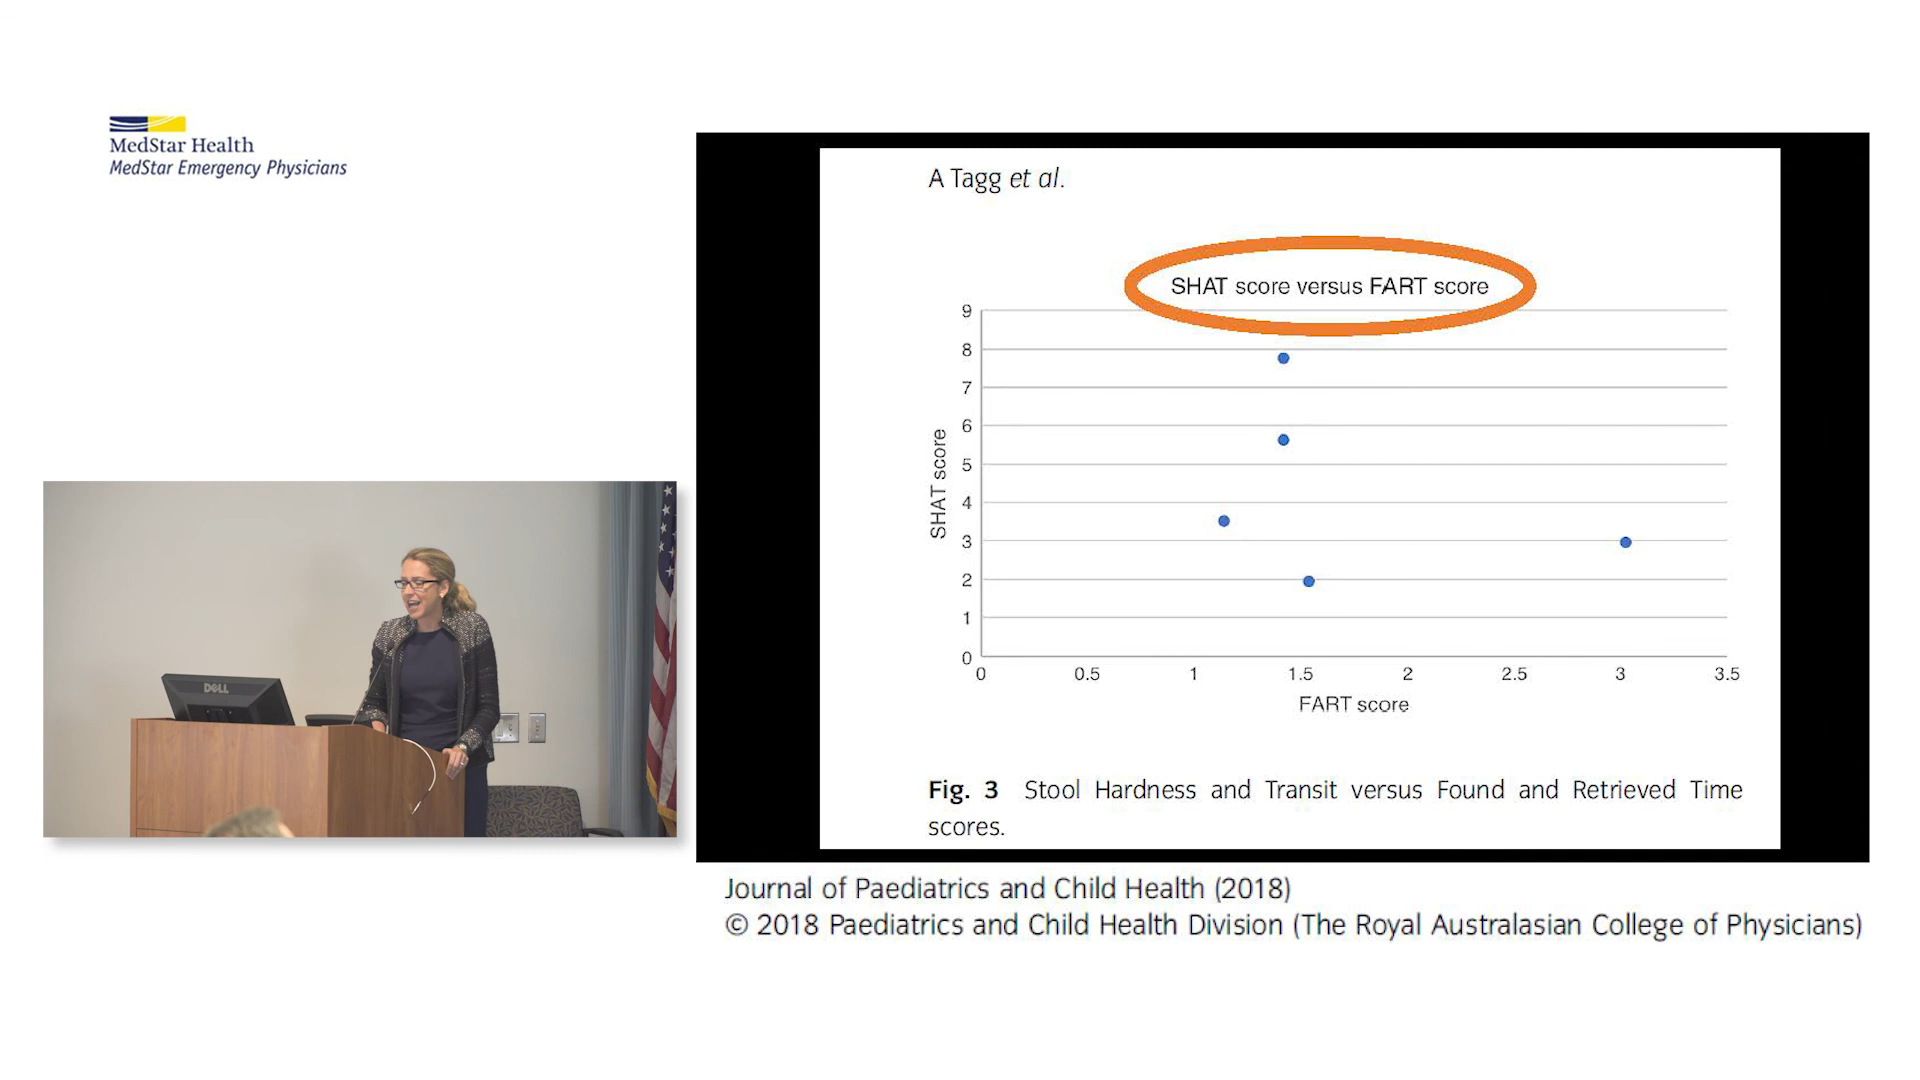 MedStar Health
MedStar Emergency Physicians
A Tagg et al.
SHAT score versus FART score
9
8
7
6
5
4
3
2
1
0
SHAT score
0 0.5 1 1.5 2 2.5 3 3.5
FART score
Fig. 3 Stool Hardness and Transit versus Found and Retrieved Time
scores.
DELL
Journal of Paediatrics and Child Health (2018)
© 2018 Paediatrics and Child Health Division (The Royal Australasian College of Physicians)